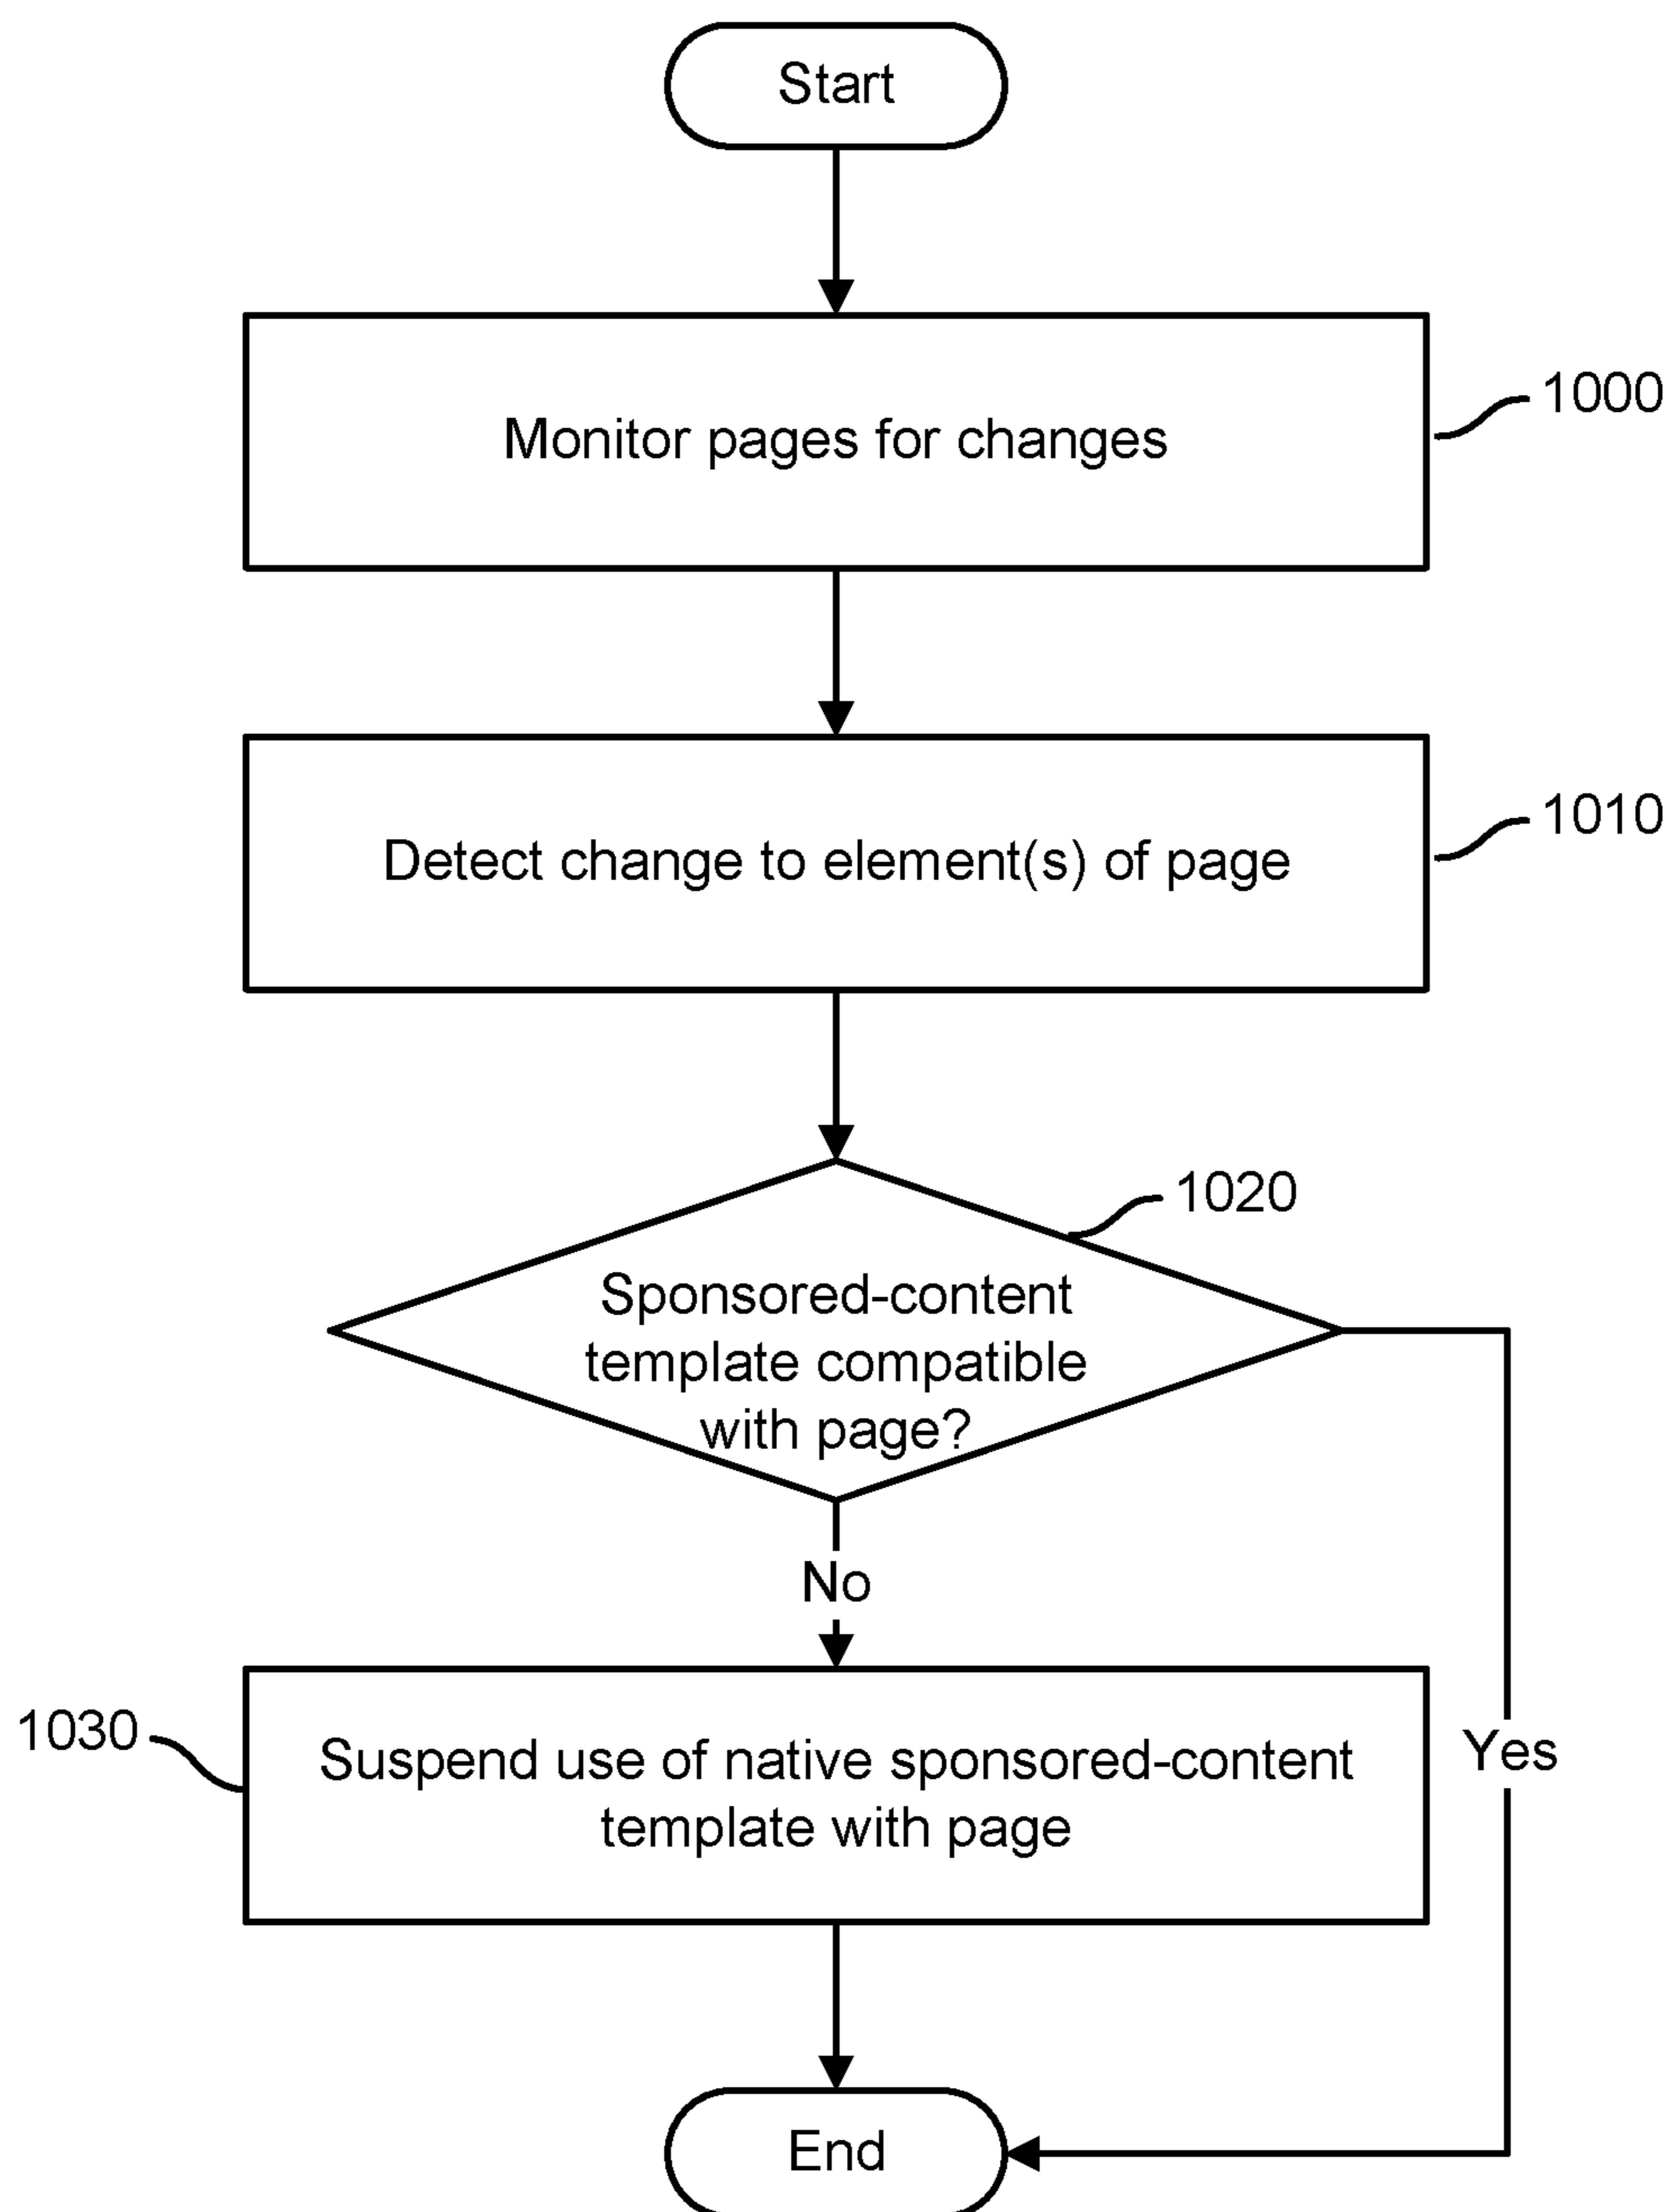 Start
Monitor pages for changes
1000
Detect change to element(s) of page
1010
1020
Sponsored-content
template compatible
with page?
No
1030
Suspend use of native sponsored-content
template with page
Yes
End